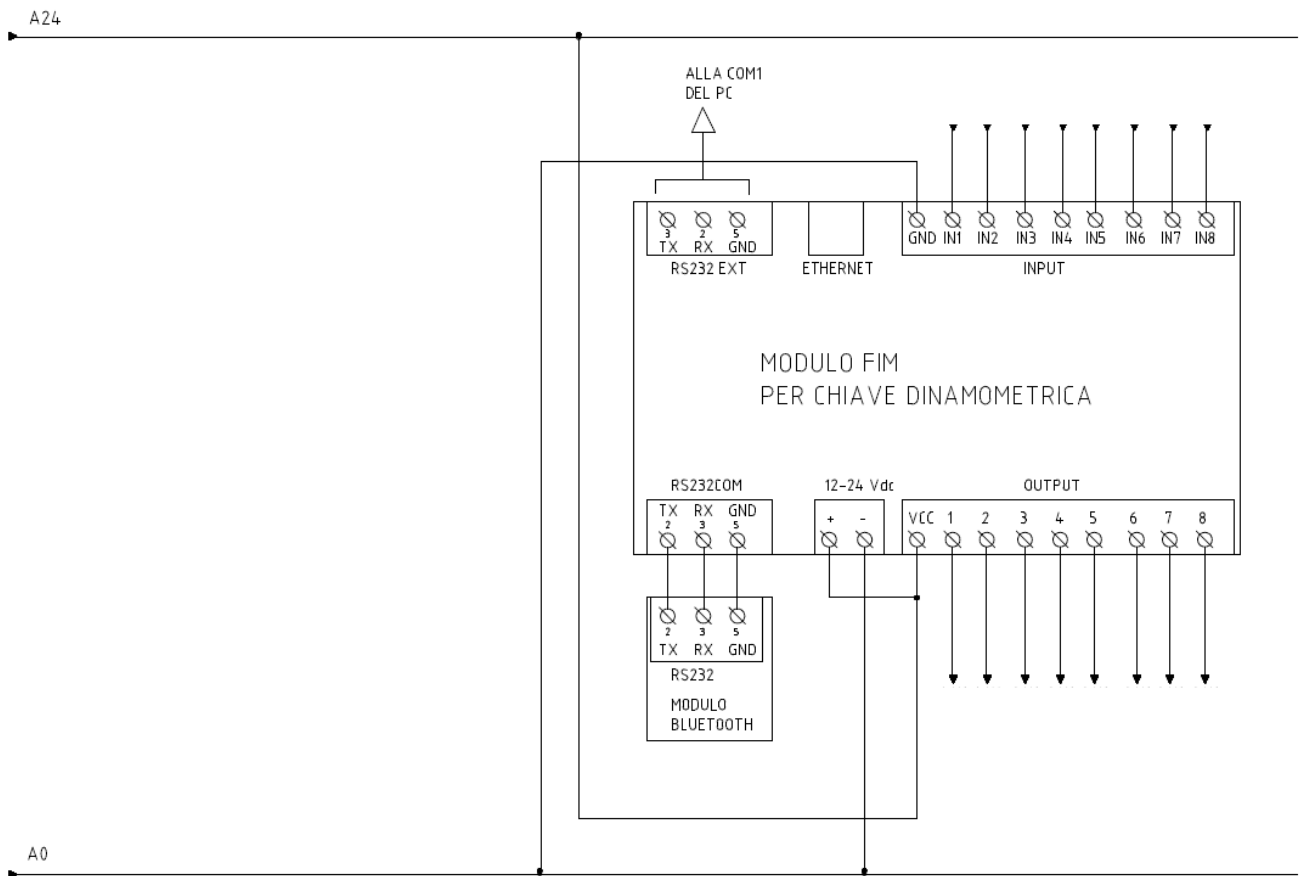 A24
ALLA COM1
DEL PC
3 2 5
TX RX GND
RS232 EXT
ETHERNET
GND IN1 IN2 IN3 IN4 IN5 IN6 IN7 IN8
INPUT
MODULO FIM
PER CHIAVE DINAMOMETRICA
RS232COM
TX RX GND
2 3 5
12-24 Vdc
+ -
OUTPUT
VCC 1 2 3 4 5 6 7 8
2 3 5
TX RX GND
RS232
MODULO
BLUETOOTH
A0